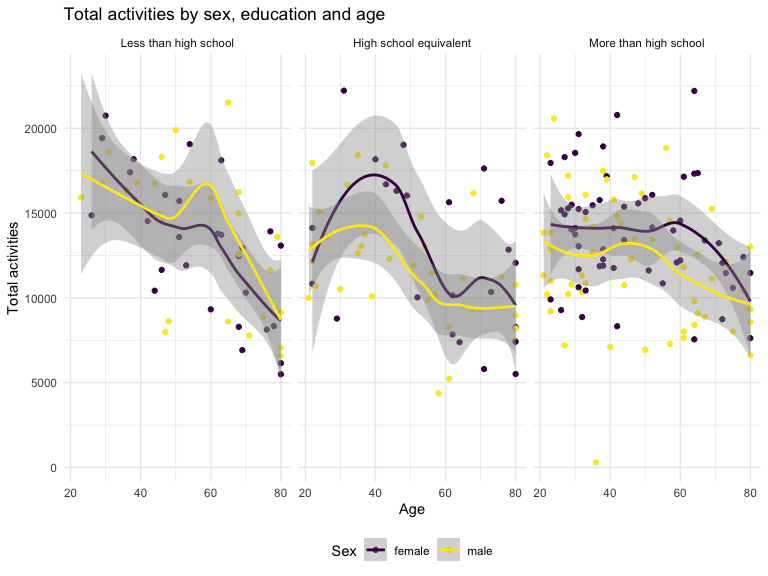 Total activities by sex, education and age
Less than high school
High school equivalent
More than high school
20000
15000
10000
5000
0
Total activities
20 40 60 80
20 40 60 80
20 40 60 80
Age
Sex female male